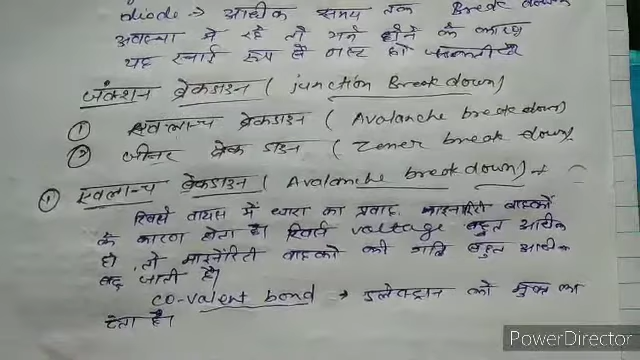 diode → अधिक समय तक Break down
अवस्था में रहे तो गर्म होने के कारण
यह स्थाई रूप से नष्ट हो
जंक्शन ब्रेकडाउन ( junction Break down)
① एवलान्च ब्रेकडाउन ( Avalanche break down)
② जीनर ब्रेक डाउन ( Zener break down)
① एवलान्च ब्रेकडाउन ( Avalanche break down) →
रिवर्स वायस में धारा का प्रवाह मायनॉरिटी वाहकों
के कारण होता है। रिवर्स voltage बहुत अधिक
हो तो मायनॉरिटी वाहकों की गति बहुत अधिक
बढ़ जाती है।
co-valent bond → इलेक्ट्रान को मुक्त कर
देता है।
PowerDirector